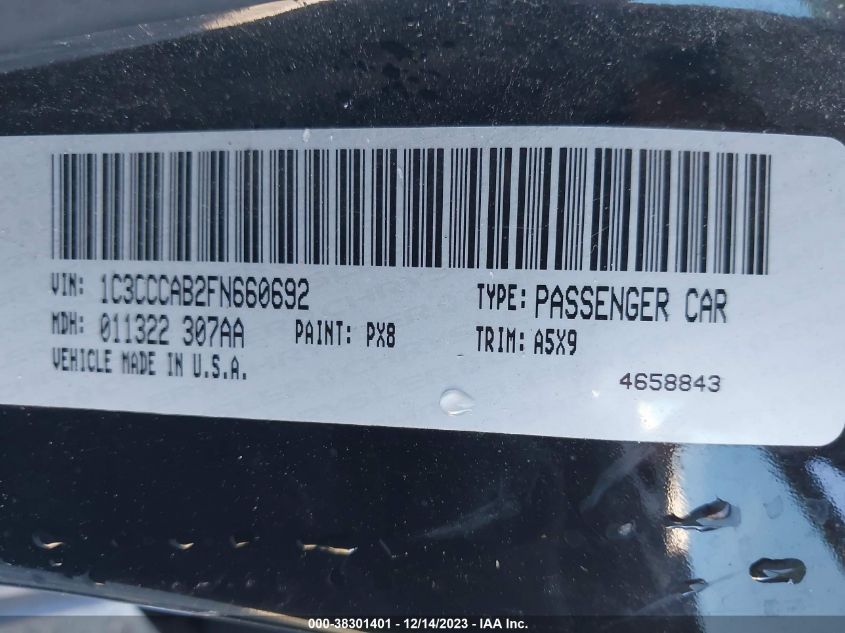 VIN: 1C3CCCAB2FN660692 TYPE: PASSENGER CAR
MDH: 011322 307AA PAINT: PX8 TRIM: A5X9
VEHICLE MADE IN U.S.A.
4658843
000-38301401 - 12/14/2023 - IAA Inc.